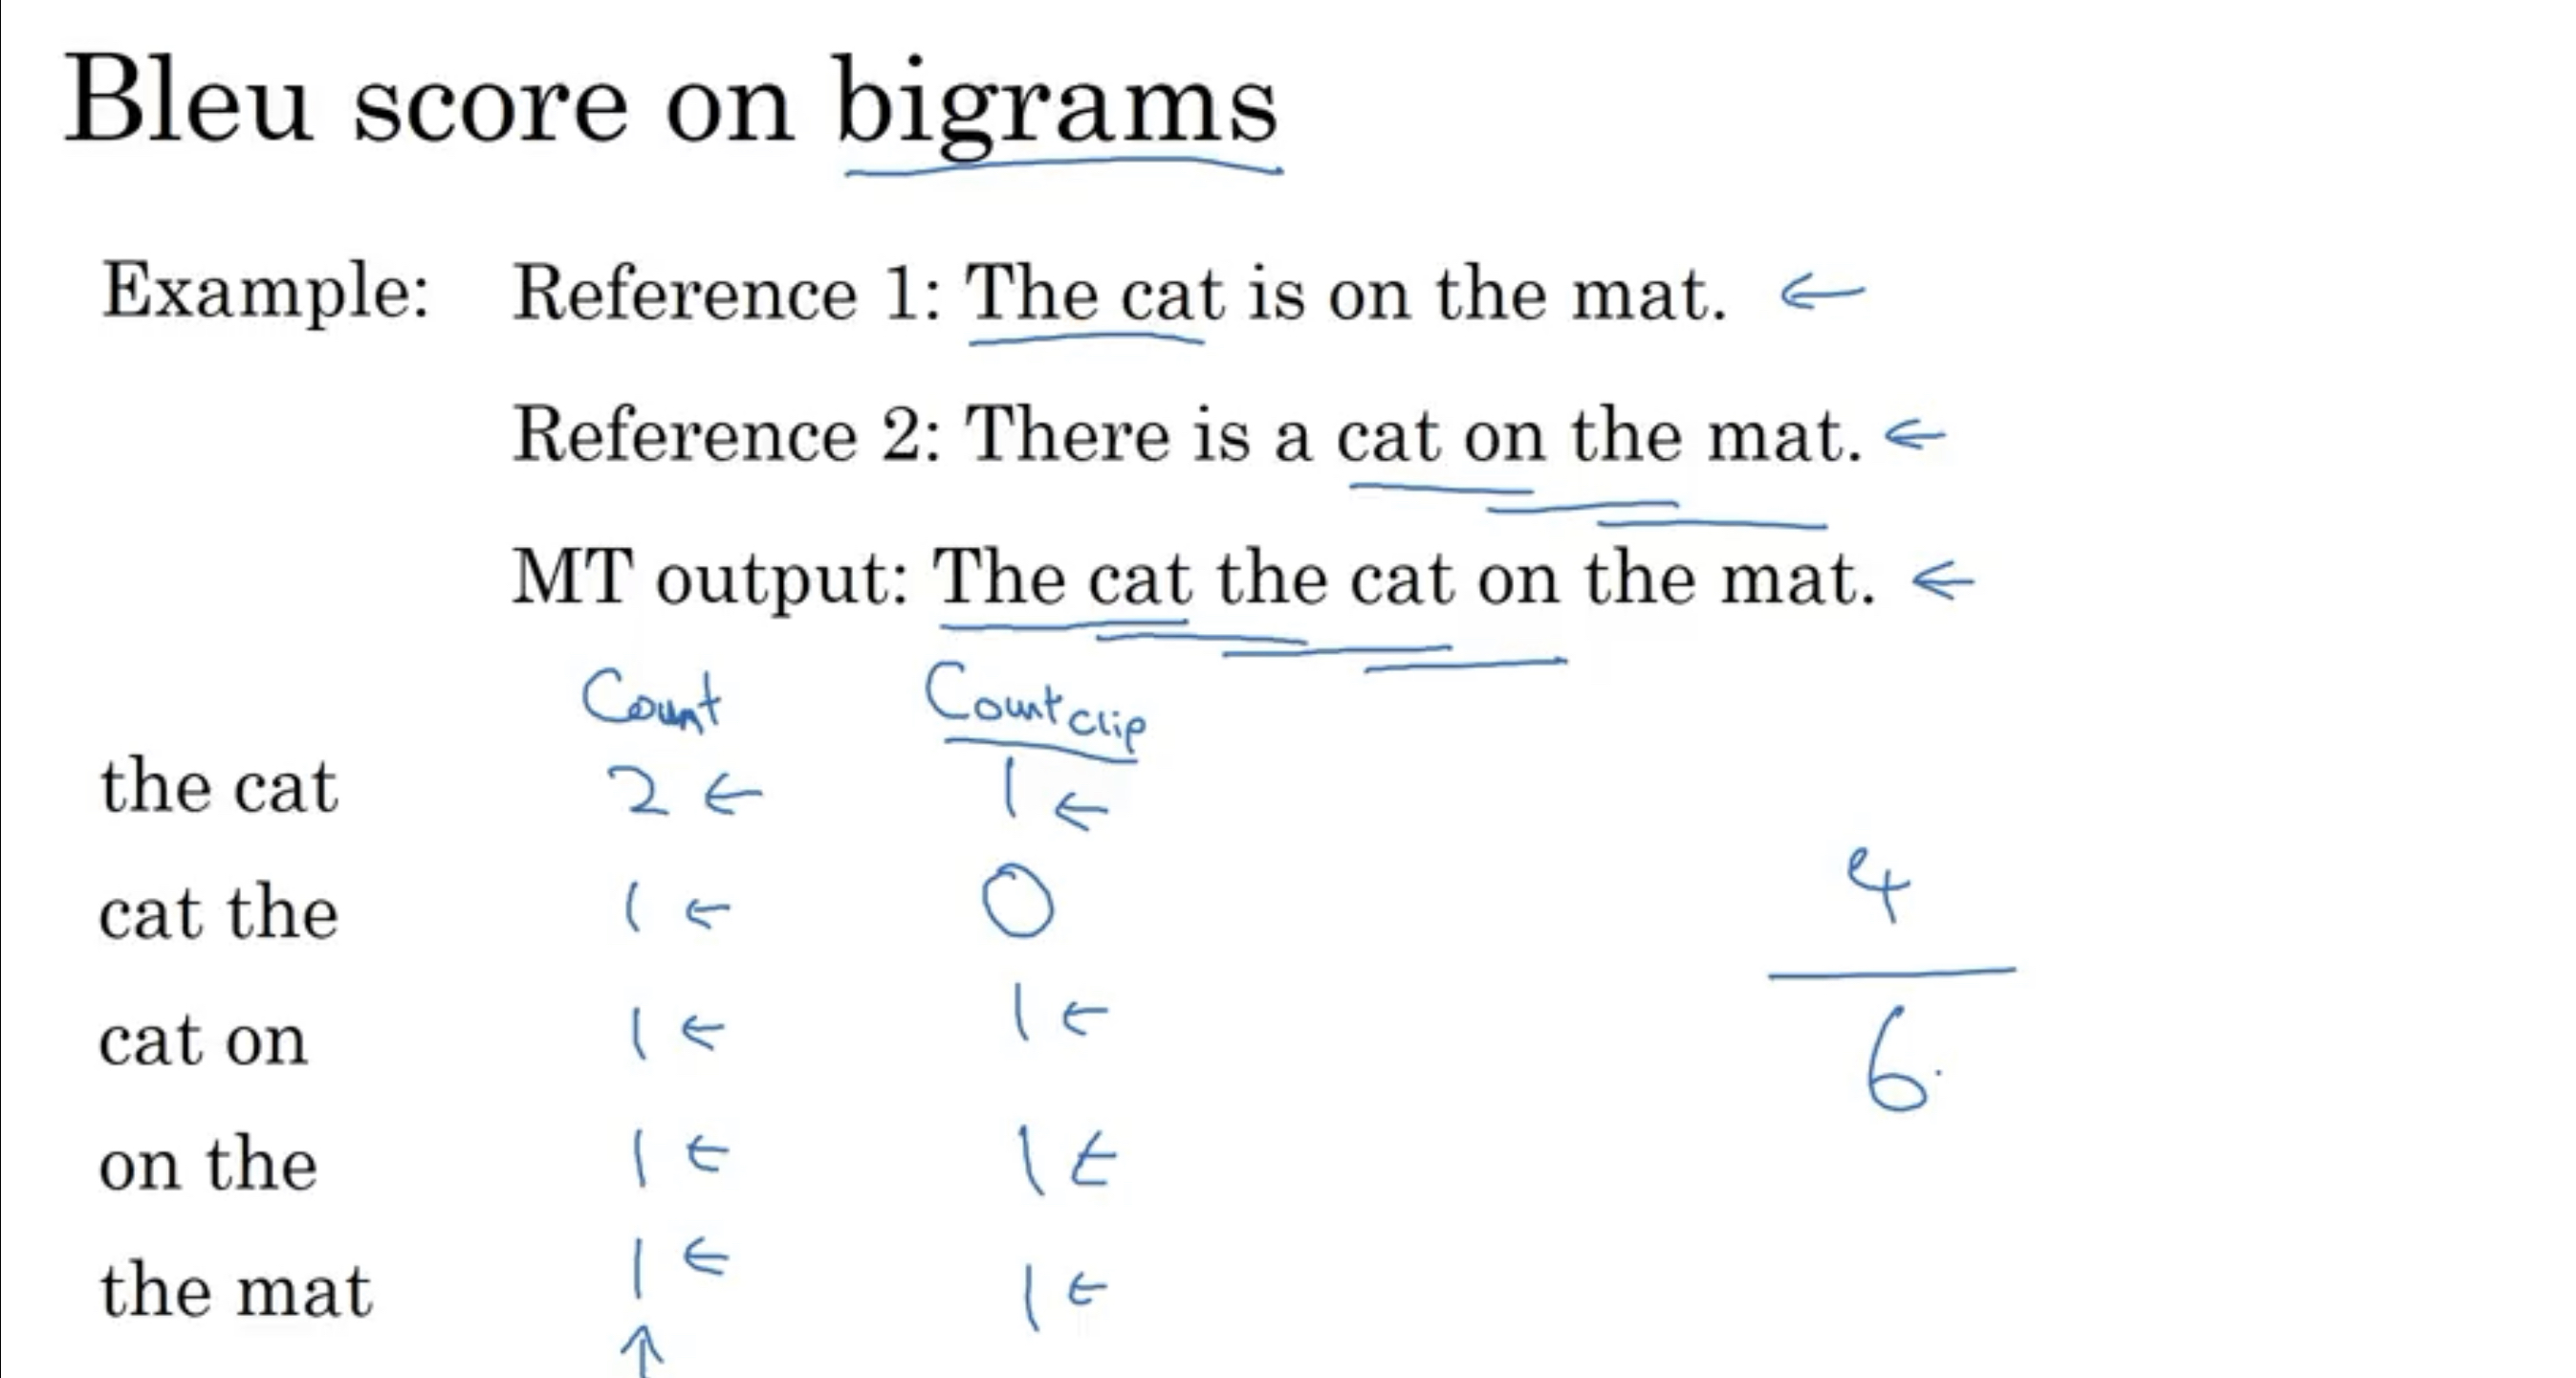 Bleu score on bigrams
Example: Reference 1: The cat is on the mat. ←
Reference 2: There is a cat on the mat. ←
MT output: The cat the cat on the mat. ←
Count Count clip
the cat 2 ← 1 ←
cat the 1 ← 0
cat on 1 ← 1 ←
on the 1 ← 1 ←
the mat 1 ← 1 ←
↑
4
6